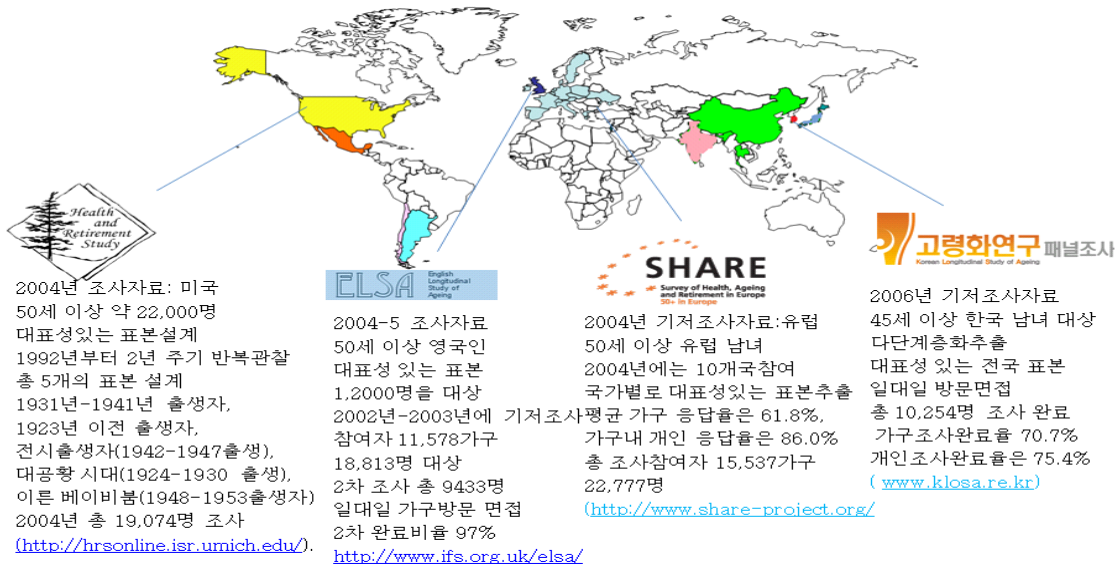 Health
and
Retirement
Study
2004년 조사자료: 미국
50세 이상 약 22,000명
대표성있는 표본설계
1992년부터 2년 주기 반복관찰
총 5개의 표본 설계
1931년-1941년 출생자,
1923년 이전 출생자,
전시출생자(1942-1947출생),
대공황 시대(1924-1930 출생),
이른 베이비붐(1948-1953출생자)
2004년 총 19,074명 조사
(http://hrsonline.isr.umich.edu/).
ELSA
English
Longitudinal
Study of
Ageing
2004-5 조사자료
50세 이상 영국인
대표성 있는 표본
1,2000명을 대상
2002년-2003년에 기저조사
참여자 11,578가구
18,813명 대상
2차 조사 총 9433명
일대일 가구방문 면접
2차 완료비율 97%
http://www.ifs.org.uk/elsa/
SHARE
Survey of Health, Ageing
and Retirement in Europe
50+ in Europe
2004년 기저조사자료:유럽
50세 이상 유럽 남녀
2004년에는 10개국참여
국가별로 대표성있는 표본추출
평균 가구 응답율은 61.8%,
가구내 개인 응답율은 86.0%
총 조사참여자 15,537가구
22,777명
(http://www.share-project.org/
고령화연구 패널조사
Korean Longitudinal Study of Ageing
2006년 기저조사자료
45세 이상 한국 남녀 대상
다단계층화추출
대표성 있는 전국 표본
일대일 방문면접
총 10,254명 조사 완료
가구조사완료율 70.7%
개인조사완료율은 75.4%
( www.klosa.re.kr)